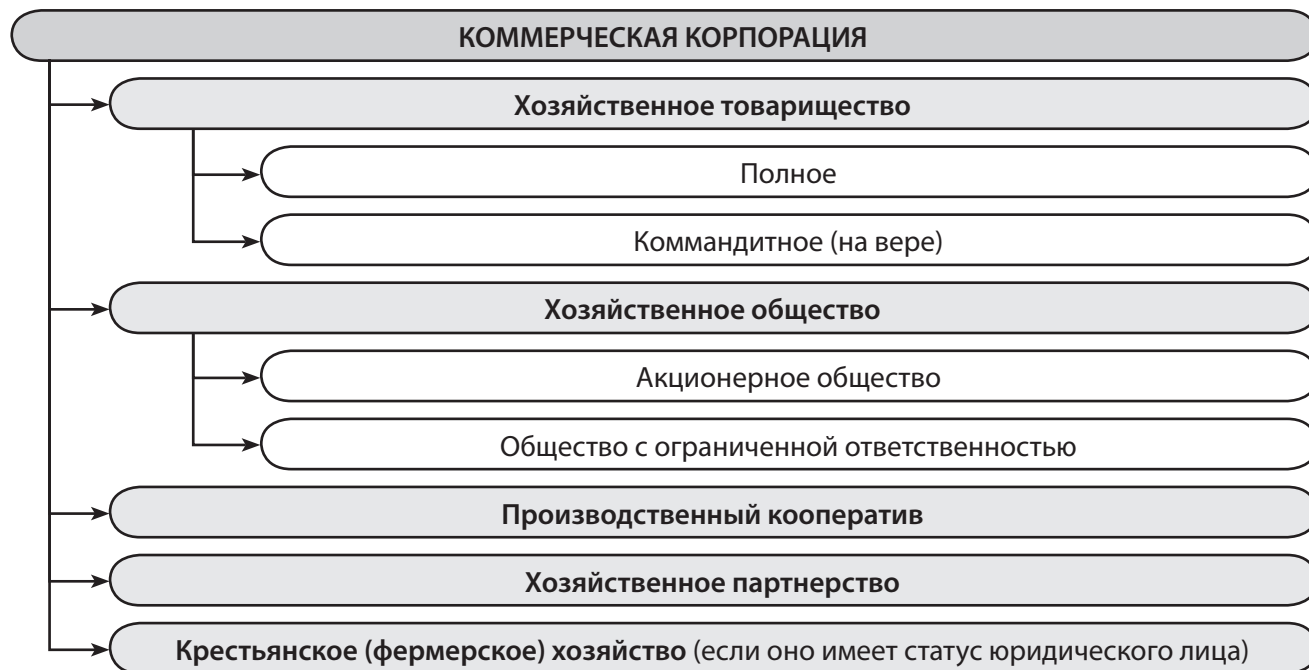 КОММЕРЧЕСКАЯ КОРПОРАЦИЯ
Хозяйственное товарищество
Полное
Коммандитное (на вере)
Хозяйственное общество
Акционерное общество
Общество с ограниченной ответственностью
Производственный кооператив
Хозяйственное партнерство
Крестьянское (фермерское) хозяйство (если оно имеет статус юридического лица)